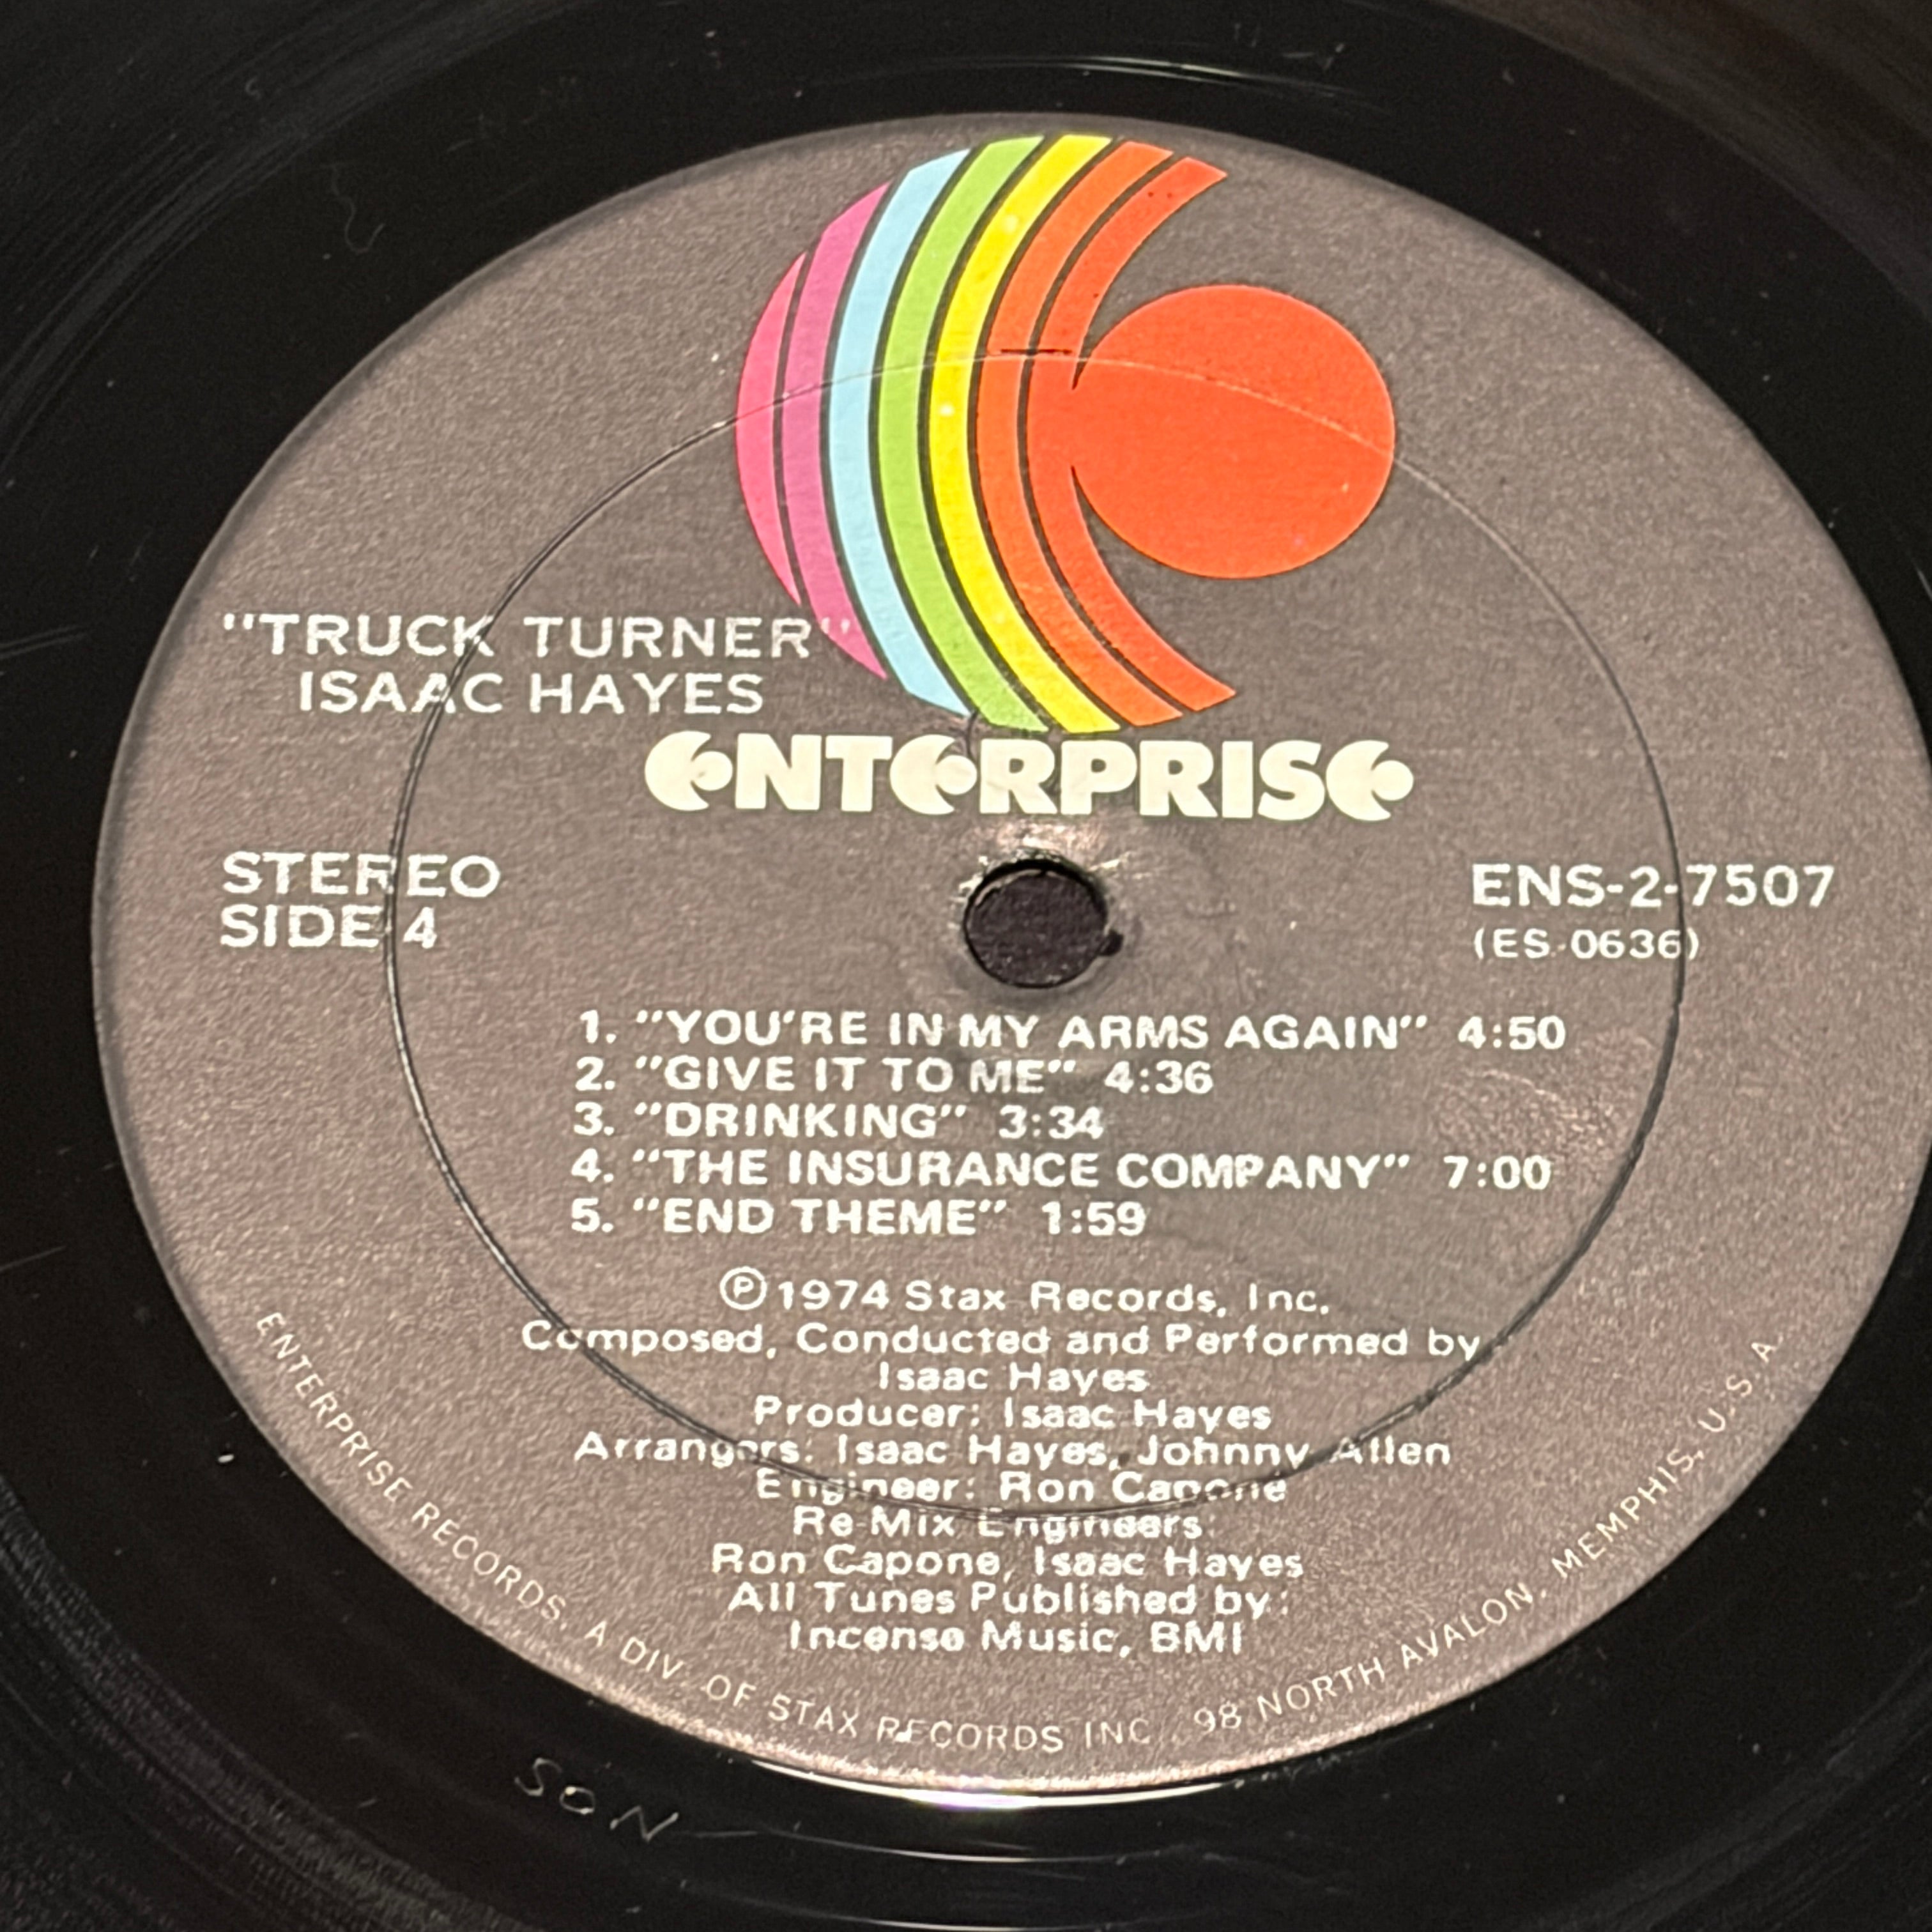 "TRUCK TURNER"
ISAAC HAYES
ENTERPRISE
STEREO
SIDE 4
ENS-2-7507
(ES-0636)
1. "YOU'RE IN MY ARMS AGAIN" 4:50
2. "GIVE IT TO ME" 4:36
3. "DRINKING" 3:34
4. "THE INSURANCE COMPANY" 7:00
5. "END THEME" 1:59
Ⓟ1974 Stax Records, Inc.
Composed, Conducted and Performed by
Isaac Hayes
Producer: Isaac Hayes
Arrangers: Isaac Hayes, Johnny Allen
Engineer: Ron Capone
Re-Mix Engineers
Ron Capone, Isaac Hayes
All Tunes Published by:
Incense Music, BMI
ENTERPRISE RECORDS, A DIV. OF STAX RECORDS INC., 98 NORTH AVALON, MEMPHIS, U.S.A.
SON